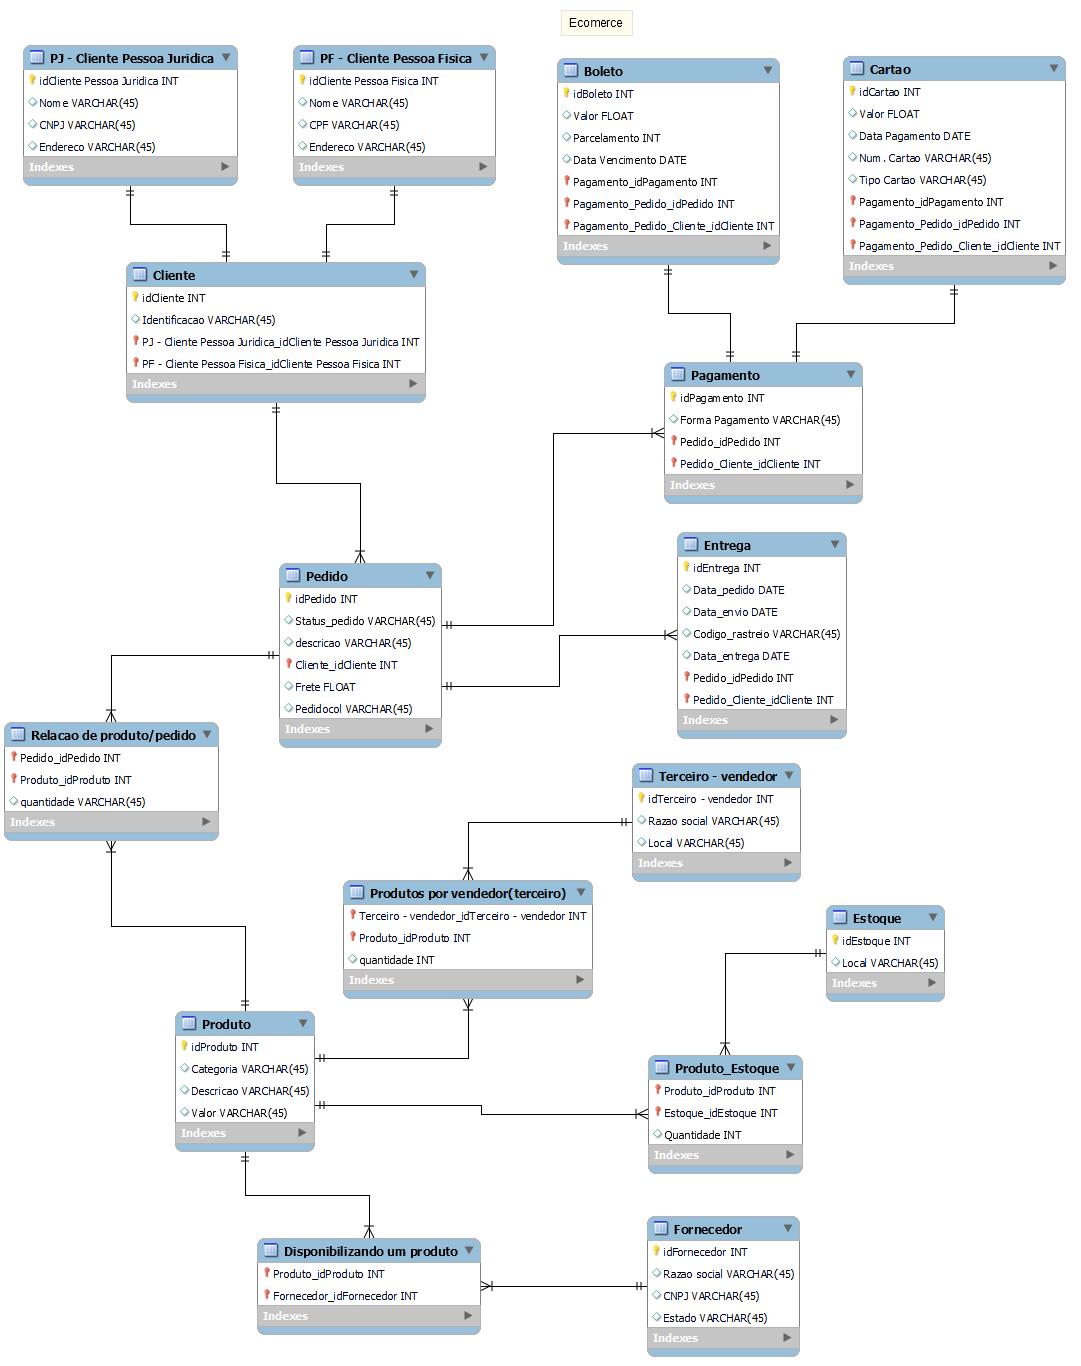 Ecomerce
PJ - Cliente Pessoa Juridica
idCliente Pessoa Juridica INT
Nome VARCHAR(45)
CNPJ VARCHAR(45)
Endereco VARCHAR(45)
Indexes
PF - Cliente Pessoa Fisica
idCliente Pessoa Fisica INT
Nome VARCHAR(45)
CPF VARCHAR(45)
Endereco VARCHAR(45)
Indexes
Boleto
idBoleto INT
Valor FLOAT
Parcelamento INT
Data Vencimento DATE
Pagamento_idPagamento INT
Pagamento_Pedido_idPedido INT
Pagamento_Pedido_Cliente_idCliente INT
Indexes
Cartao
idCartao INT
Valor FLOAT
Data Pagamento DATE
Num. Cartao VARCHAR(45)
Tipo Cartao VARCHAR(45)
Pagamento_idPagamento INT
Pagamento_Pedido_idPedido INT
Pagamento_Pedido_Cliente_idCliente INT
Indexes
Cliente
idCliente INT
Identificacao VARCHAR(45)
PJ - Cliente Pessoa Juridica_idCliente Pessoa Juridica INT
PF - Cliente Pessoa Fisica_idCliente Pessoa Fisica INT
Indexes
Pagamento
idPagamento INT
Forma Pagamento VARCHAR(45)
Pedido_idPedido INT
Pedido_Cliente_idCliente INT
Indexes
Pedido
idPedido INT
Status_pedido VARCHAR(45)
descricao VARCHAR(45)
Cliente_idCliente INT
Frete FLOAT
Pedidocol VARCHAR(45)
Indexes
Entrega
idEntrega INT
Data_pedido DATE
Data_envio DATE
Codigo_rastreio VARCHAR(45)
Data_entrega DATE
Pedido_idPedido INT
Pedido_Cliente_idCliente INT
Indexes
Relacao de produto/pedido
Pedido_idPedido INT
Produto_idProduto INT
quantidade VARCHAR(45)
Indexes
Terceiro - vendedor
idTerceiro - vendedor INT
Razao social VARCHAR(45)
Local VARCHAR(45)
Indexes
Produtos por vendedor(terceiro)
Terceiro - vendedor_idTerceiro - vendedor INT
Produto_idProduto INT
quantidade INT
Indexes
Estoque
idEstoque INT
Local VARCHAR(45)
Indexes
Produto
idProduto INT
Categoria VARCHAR(45)
Descricao VARCHAR(45)
Valor VARCHAR(45)
Indexes
Produto_Estoque
Produto_idProduto INT
Estoque_idEstoque INT
Quantidade INT
Indexes
Disponibilizando um produto
Produto_idProduto INT
Fornecedor_idFornecedor INT
Indexes
Fornecedor
idFornecedor INT
Razao social VARCHAR(45)
CNPJ VARCHAR(45)
Estado VARCHAR(45)
Indexes